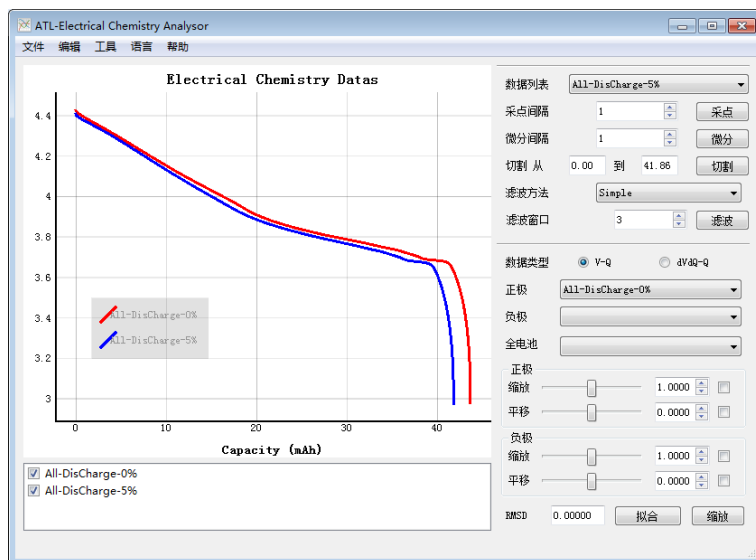 ATL-Electrical Chemistry Analysor
文件 编辑 工具 语言 帮助
Electrical Chemistry Datas
4.4
4.2
4
3.8
3.6
3.4
3.2
3
0 10 20 30 40
Capacity (mAh)
All-DisCharge-0%
All-DisCharge-5%
All-DisCharge-0%
All-DisCharge-5%
数据列表 All-DisCharge-5%
采点间隔 1 采点
微分间隔 1 微分
切割 从 0.00 到 41.86 切割
滤波方法 Simple
滤波窗口 3 滤波
数据类型 V-Q dVdQ-Q
正极 All-DisCharge-0%
负极
全电池
正极
缩放 1.0000
平移 0.0000
负极
缩放 1.0000
平移 0.0000
RMSD 0.00000 拟合 缩放